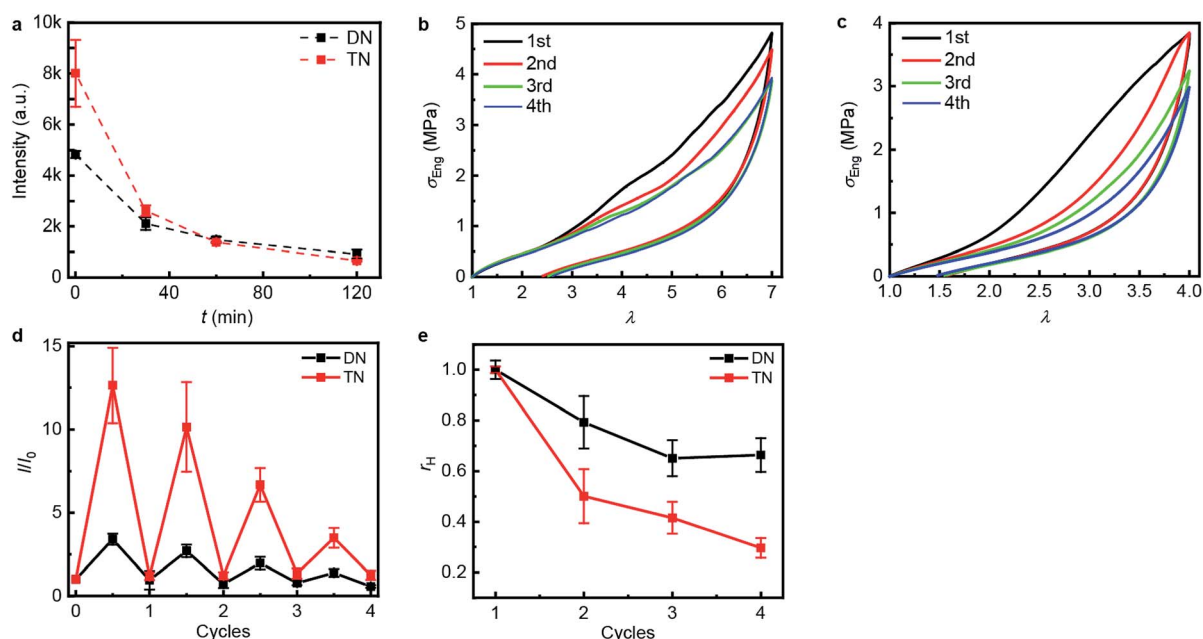 a
10k
8k
6k
4k
2k
0
Intensity (a.u.)
DN
TN
0 40 80 120
t (min)
b
5
4
3
2
1
0
σEng (MPa)
1st
2nd
3rd
4th
1 2 3 4 5 6 7
λ
c
4
3
2
1
0
σEng (MPa)
1st
2nd
3rd
4th
1.0 1.5 2.0 2.5 3.0 3.5 4.0
λ
d
15
10
5
0
I/I0
DN
TN
0 1 2 3 4
Cycles
e
1.0
0.8
0.6
0.4
0.2
rH
DN
TN
1 2 3 4
Cycles